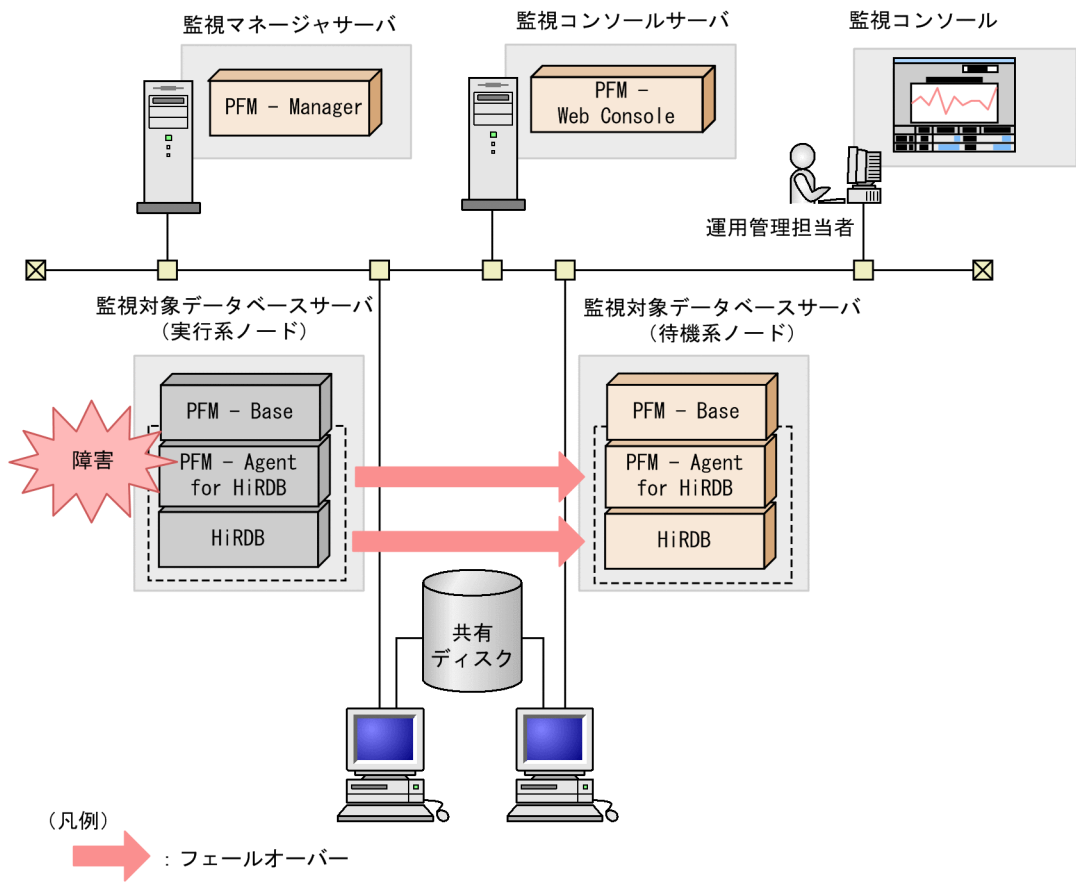 監視マネージャサーバ
監視コンソールサーバ
監視コンソール
PFM − Manager
PFM −
Web Console
運用管理担当者
監視対象データベースサーバ
(実行系ノード)
監視対象データベースサーバ
(待機系ノード)
PFM − Base
障害
PFM − Agent
for HiRDB
HiRDB
PFM − Base
PFM − Agent
for HiRDB
HiRDB
共有
ディスク
(凡例)
：フェールオーバー